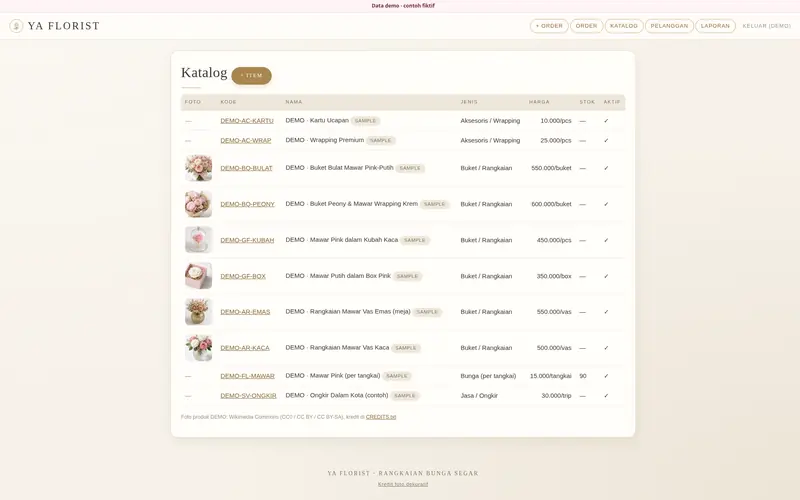 Data demo - contoh fiktif
YA FLORIST
+ ORDER ORDER KATALOG PELANGGAN LAPORAN KELUAR (DEMO)
Katalog + ITEM
FOTO KODE NAMA JENIS HARGA STOK AKTIF
— DEMO-AC-KARTU DEMO · Kartu Ucapan SAMPLE Aksesoris / Wrapping 10.000/pcs — ✓
— DEMO-AC-WRAP DEMO · Wrapping Premium SAMPLE Aksesoris / Wrapping 25.000/pcs — ✓
DEMO-BQ-BULAT DEMO · Buket Bulat Mawar Pink-Putih SAMPLE Buket / Rangkaian 550.000/buket — ✓
DEMO-BQ-PEONY DEMO · Buket Peony & Mawar Wrapping Krem SAMPLE Buket / Rangkaian 600.000/buket — ✓
DEMO-GF-KUBAH DEMO · Mawar Pink dalam Kubah Kaca SAMPLE Buket / Rangkaian 450.000/pcs — ✓
DEMO-GF-BOX DEMO · Mawar Putih dalam Box Pink SAMPLE Buket / Rangkaian 350.000/box — ✓
DEMO-AR-EMAS DEMO · Rangkaian Mawar Vas Emas (meja) SAMPLE Buket / Rangkaian 550.000/vas — ✓
DEMO-AR-KACA DEMO · Rangkaian Mawar Vas Kaca SAMPLE Buket / Rangkaian 500.000/vas — ✓
— DEMO-FL-MAWAR DEMO · Mawar Pink (per tangkai) SAMPLE Bunga (per tangkai) 15.000/tangkai 90 ✓
— DEMO-SV-ONGKIR DEMO · Ongkir Dalam Kota (contoh) SAMPLE Jasa / Ongkir 30.000/trip — ✓
Foto produk DEMO: Wikimedia Commons (CC0 / CC BY / CC BY-SA), kredit di CREDITS.txt
YA FLORIST · RANGKAIAN BUNGA SEGAR
Kredit foto dekoratif